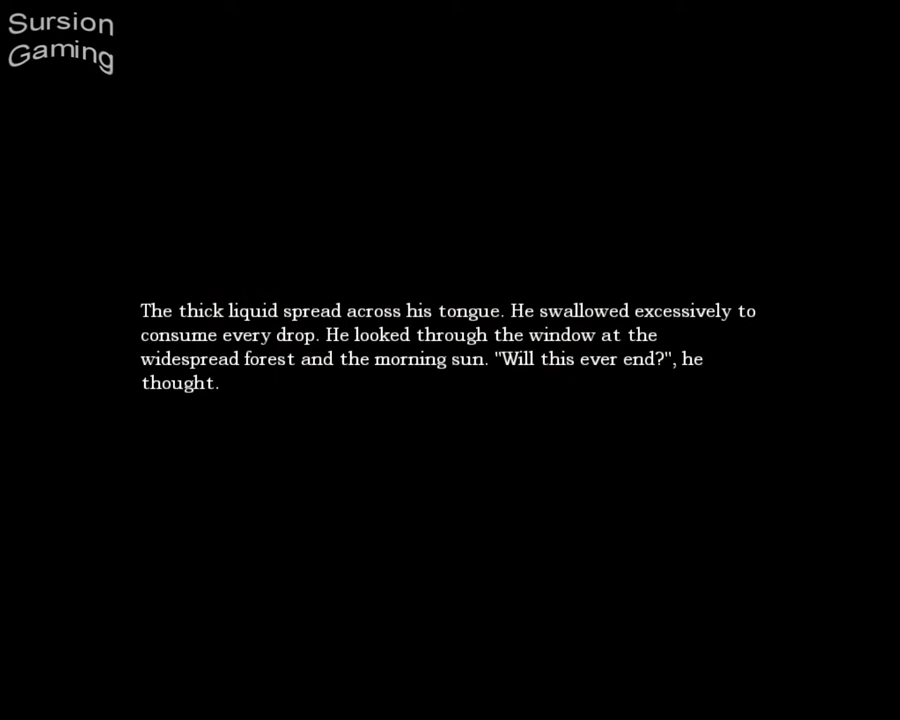 Sursion
Gaming
The thick liquid spread across his tongue. He swallowed excessively to
consume every drop. He looked through the window at the
widespread forest and the morning sun. "Will this ever end?", he
thought.